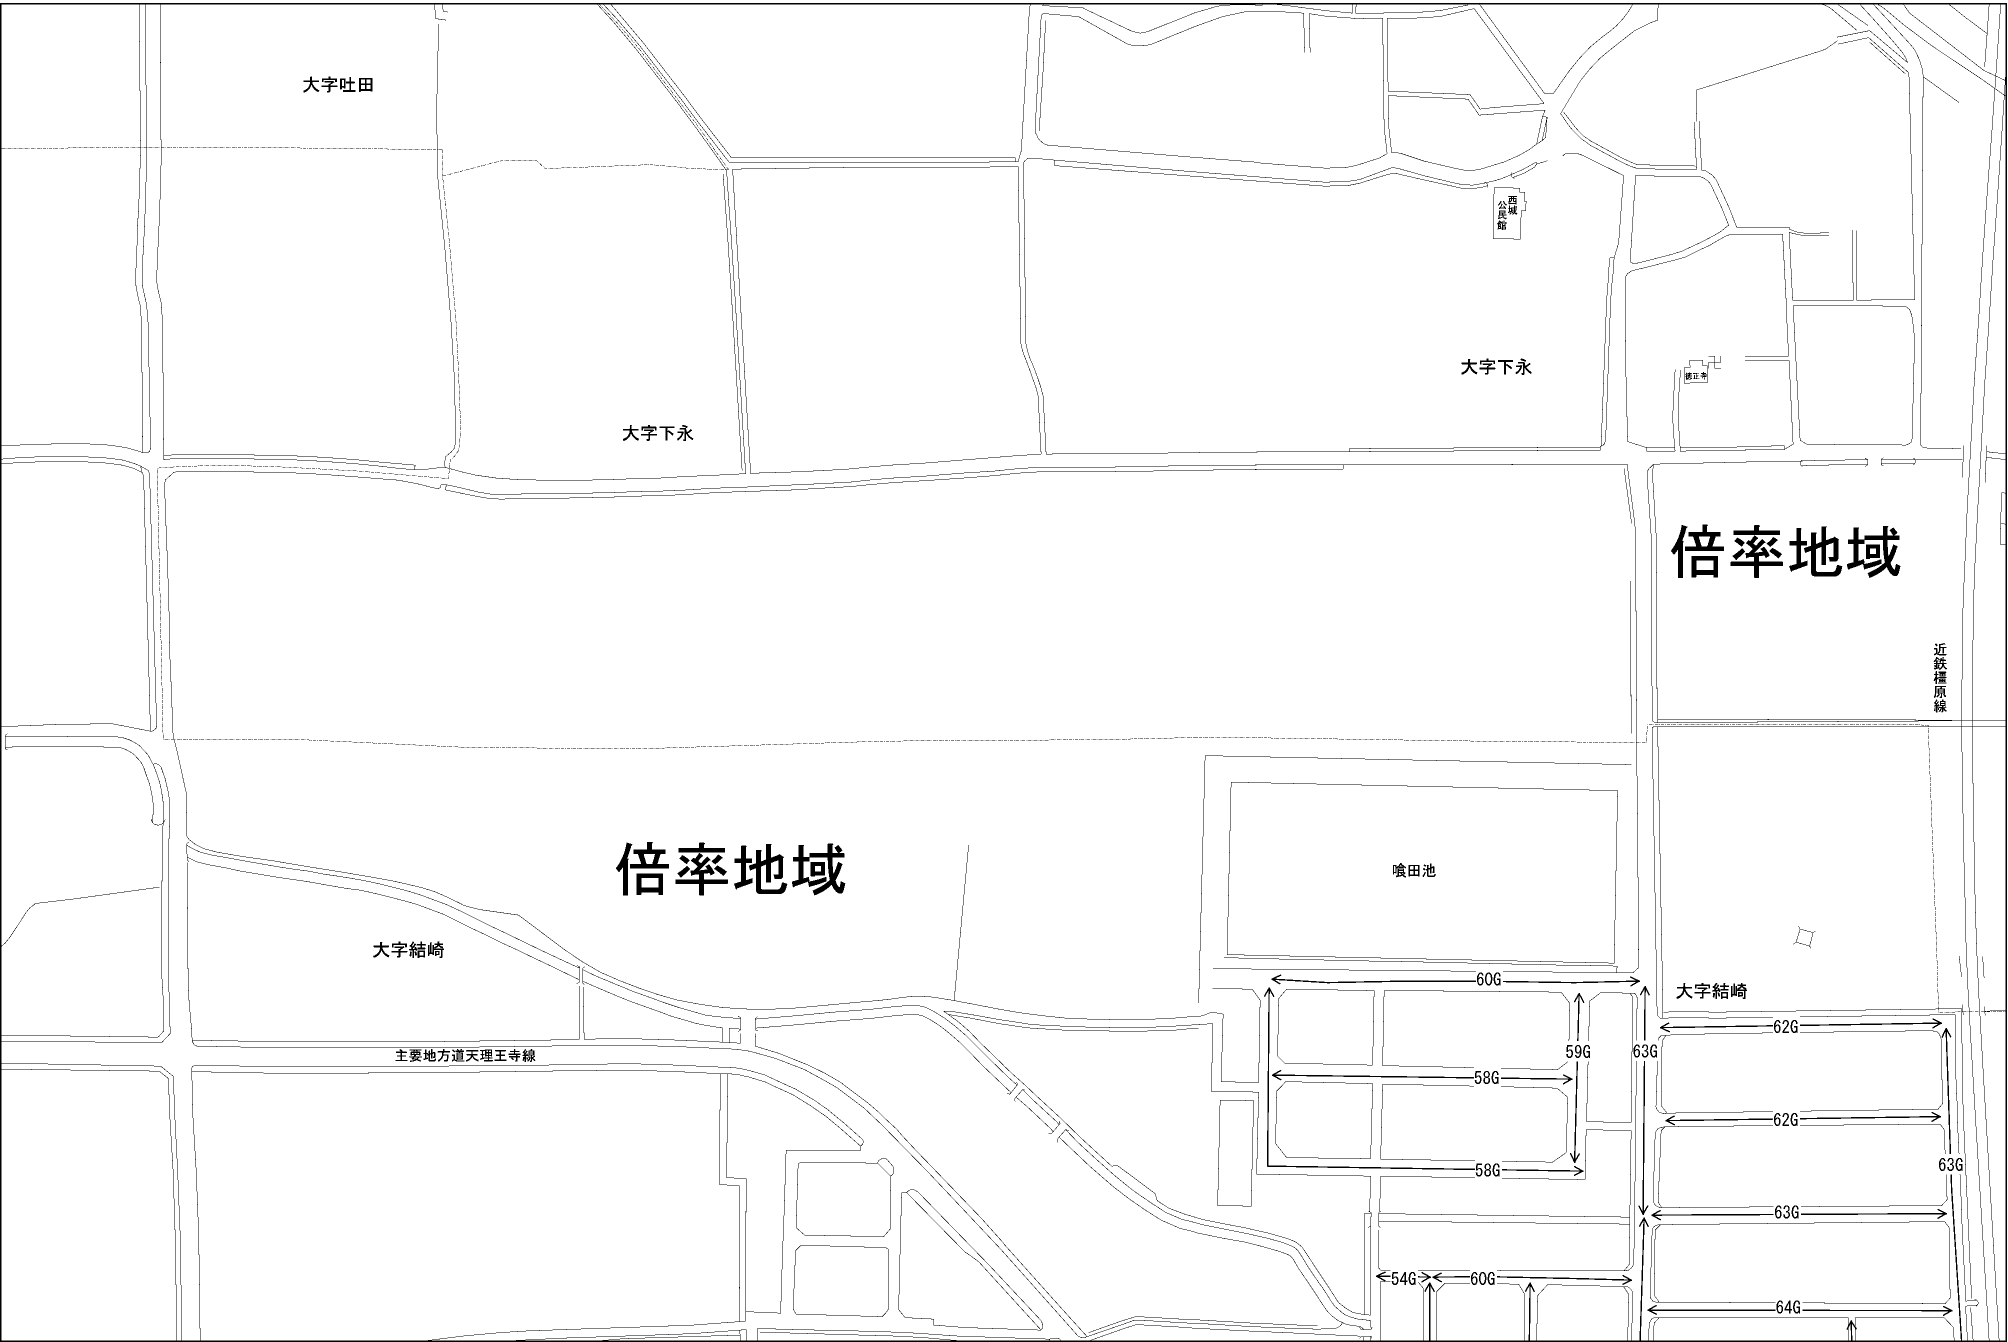 大字吐田
西城
公民館
大字下永
徳正寺
大字下永
倍率地域
近鉄橿原線
倍率地域
喰田池
大字結崎
60G
大字結崎
62G
主要地方道天理王寺線
59G
63G
58G
62G
63G
58G
63G
54G
60G
64G